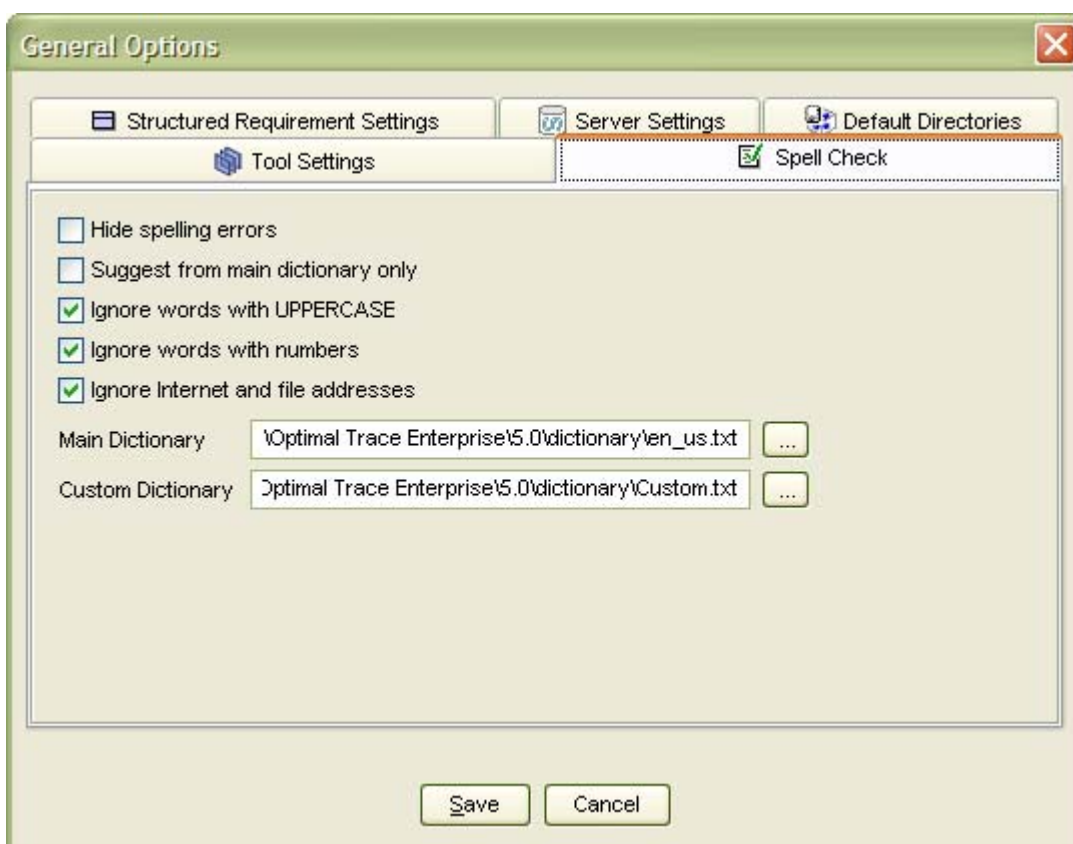 General Options
Structured Requirement Settings Server Settings Default Directories
Tool Settings Spell Check
Hide spelling errors
Suggest from main dictionary only
Ignore words with UPPERCASE
Ignore words with numbers
Ignore Internet and file addresses
Main Dictionary \Optimal Trace Enterprise\5.0\dictionary\en_us.txt ...
Custom Dictionary Optimal Trace Enterprise\5.0\dictionary\Custom.txt ...
Save Cancel